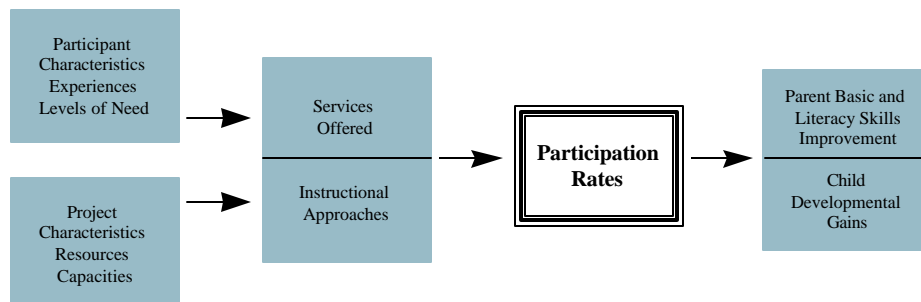 Participant
Characteristics
Experiences
Levels of Need
Project
Characteristics
Resources
Capacities
Services
Offered
Instructional
Approaches
Participation
Rates
Parent Basic and
Literacy Skills
Improvement
Child
Developmental
Gains